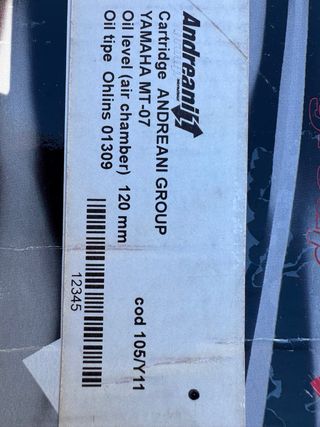 Andreani
Cartridge ANDREANI GROUP
YAMAHA MT-07
Oil level (air chamber) 120 mm
Oil tipe Ohlins 01309
cod 105/Y11
12345